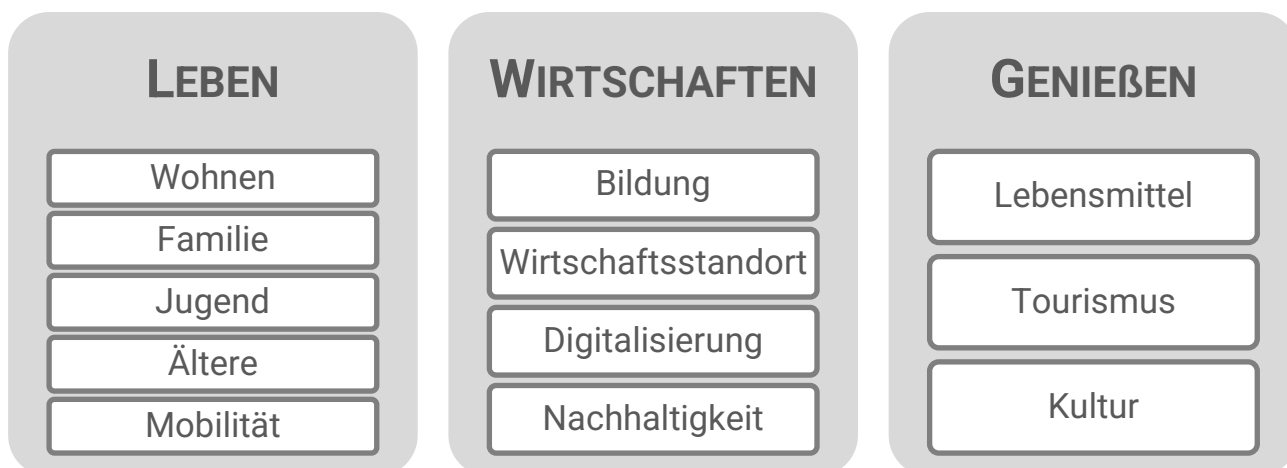 LEBEN
Wohnen
Familie
Jugend
Ältere
Mobilität
WIRTSCHAFTEN
Bildung
Wirtschaftsstandort
Digitalisierung
Nachhaltigkeit
GENIEßEN
Lebensmittel
Tourismus
Kultur